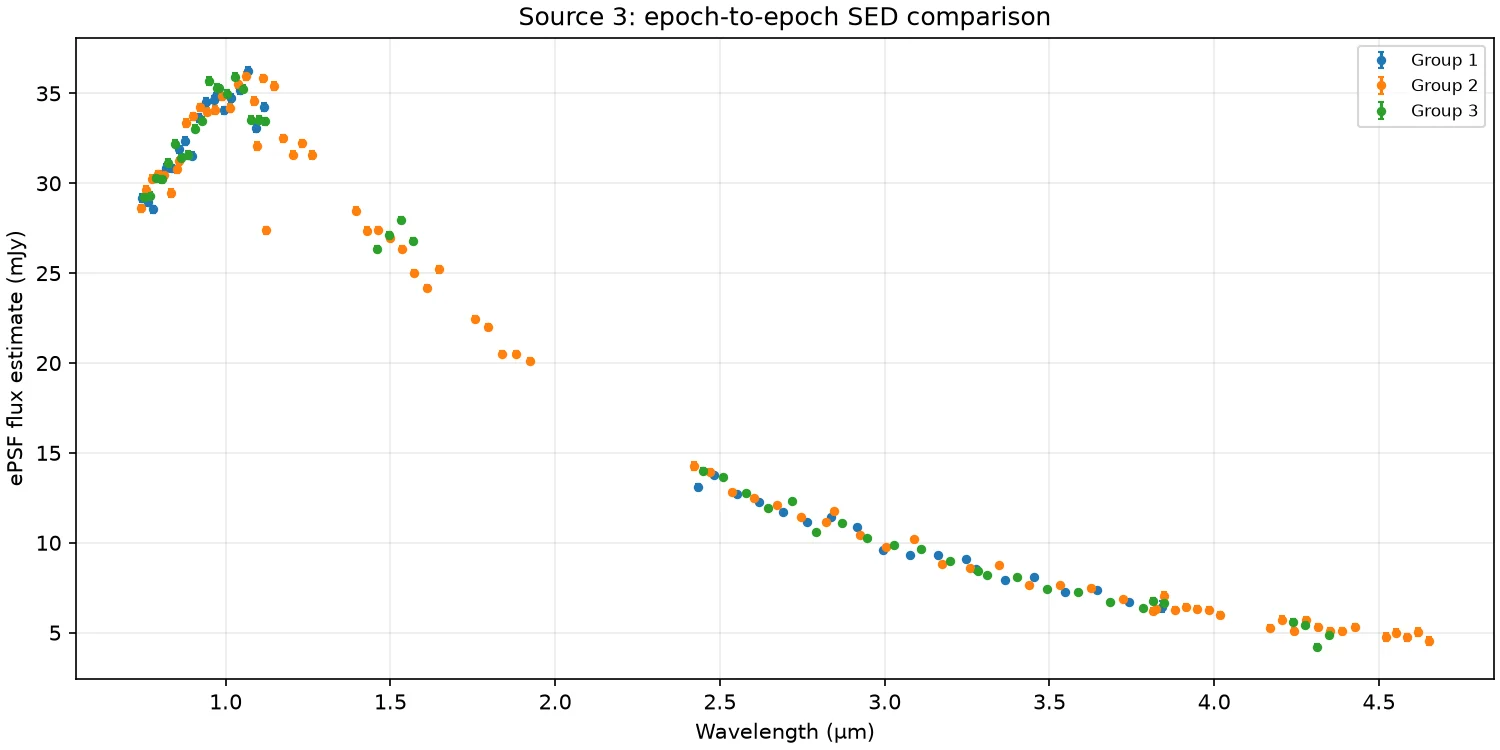 Source 3: epoch-to-epoch SED comparison
Group 1
Group 2
Group 3
ePSF flux estimate (mJy)
35
30
25
20
15
10
5
1.0 1.5 2.0 2.5 3.0 3.5 4.0 4.5
Wavelength (μm)